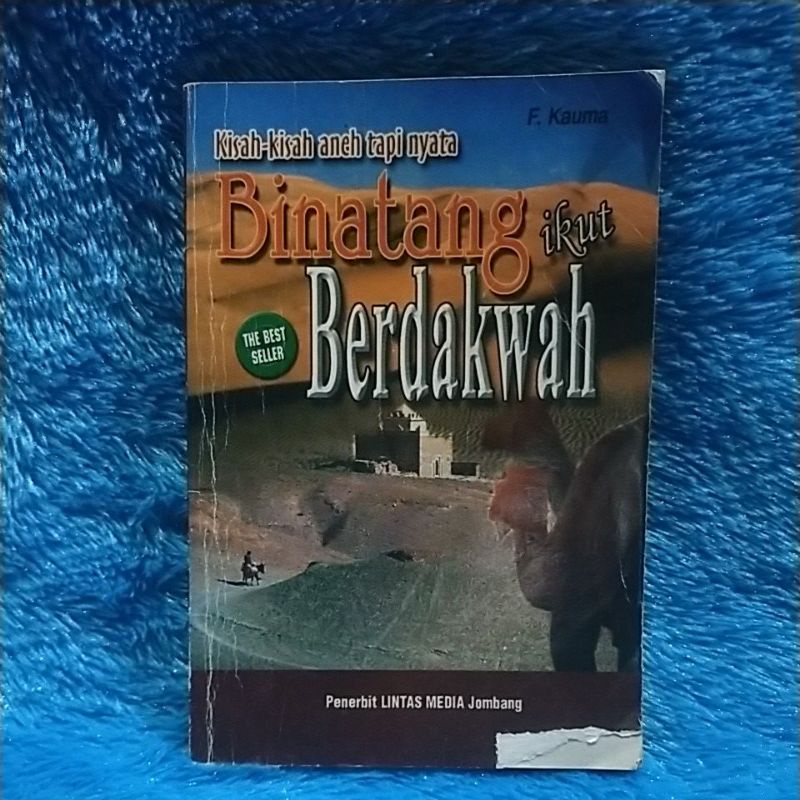 F. Kauma
Kisah-kisah aneh tapi nyata
Binatang ikut
Berdakwah
THE BEST
SELLER
Penerbit LINTAS MEDIA Jombang